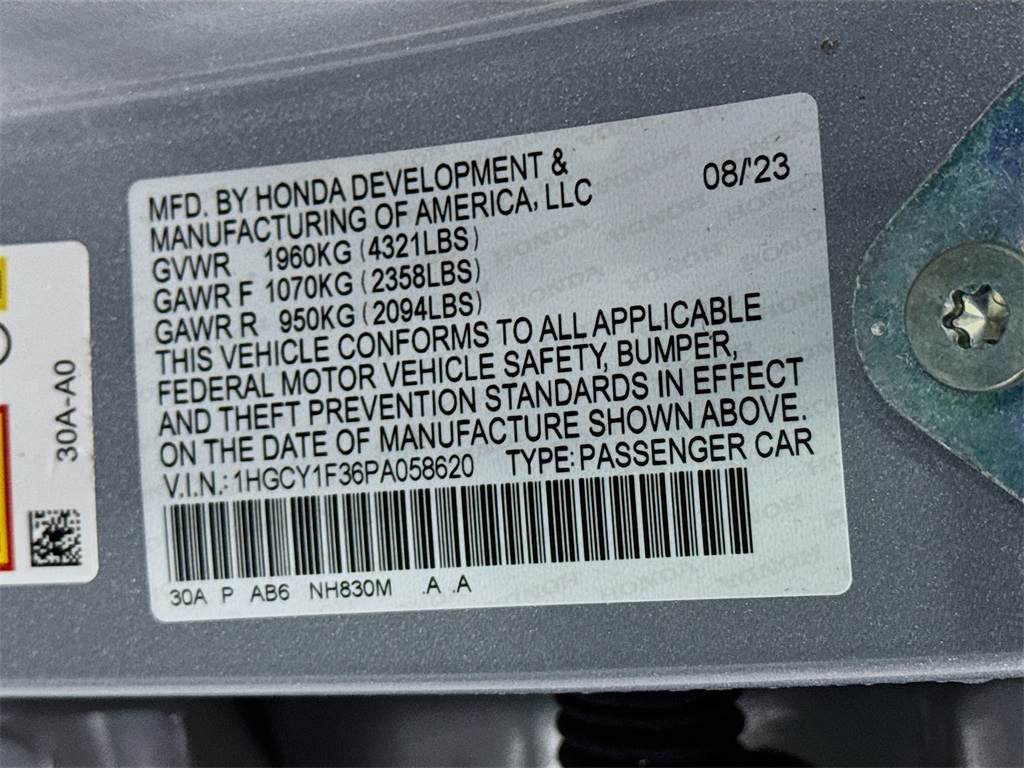 MFD. BY HONDA DEVELOPMENT &
MANUFACTURING OF AMERICA, LLC
08/'23
GVWR 1960KG (4321LBS)
GAWR F 1070KG (2358LBS)
GAWR R 950KG (2094LBS)
THIS VEHICLE CONFORMS TO ALL APPLICABLE
FEDERAL MOTOR VEHICLE SAFETY, BUMPER,
AND THEFT PREVENTION STANDARDS IN EFFECT
ON THE DATE OF MANUFACTURE SHOWN ABOVE.
V.I.N.: 1HGCY1F36PA058620 TYPE: PASSENGER CAR
30A P AB6 NH830M .A .A
30A-A0